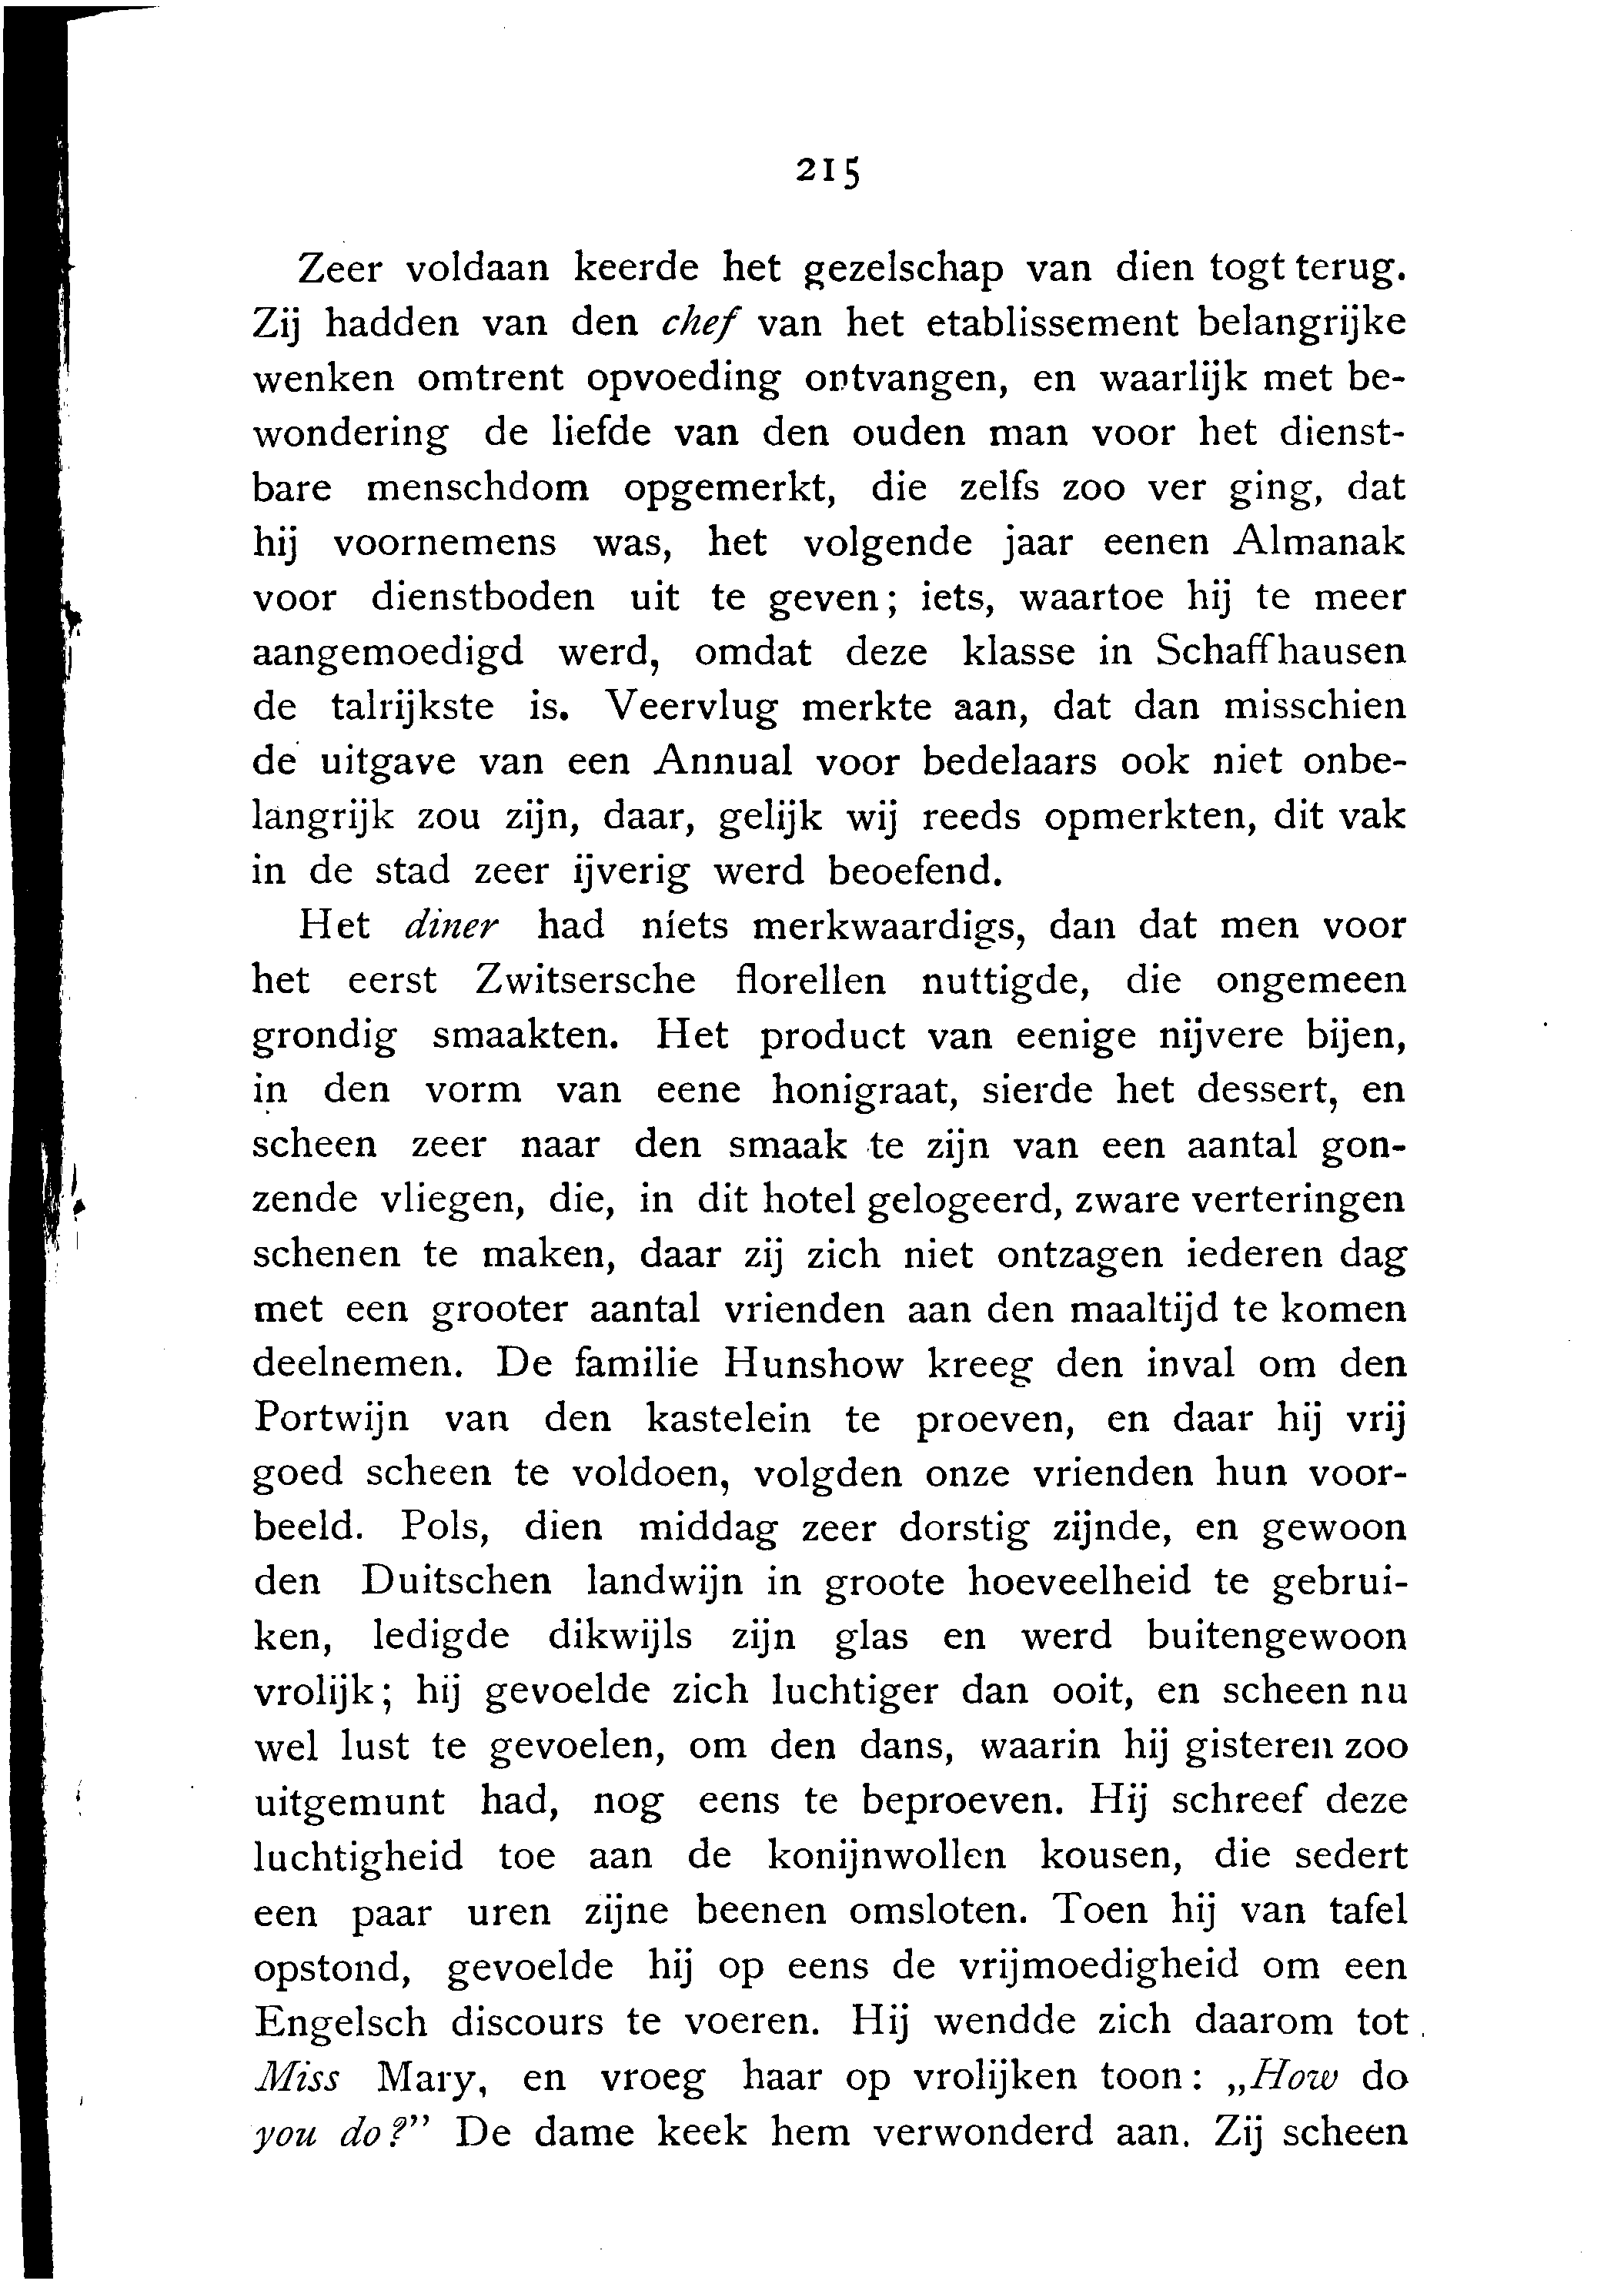 215
Zeer voldaan keerde het gezelschap van dien togt terug.
Zij hadden van den chef van het etablissement belangrijke
wenken omtrent opvoeding ontvangen, en waarlijk met be-
wondering de liefde van den ouden man voor het dienst-
bare menschdom opgemerkt, die zelfs zoo ver ging, dat
hij voornemens was, het volgende jaar eenen Almanak
voor dienstboden uit te geven; iets, waartoe hij te meer
aangemoedigd werd, omdat deze klasse in Schaffhausen
de talrijkste is. Veervlug merkte aan, dat dan misschien
de uitgave van een Annual voor bedelaars ook niet onbe-
langrijk zou zijn, daar, gelijk wij reeds opmerkten, dit vak
in de stad zeer ijverig werd beoefend.
Het diner had niets merkwaardigs, dan dat men voor
het eerst Zwitsersche florellen nuttigde, die ongemeen
grondig smaakten. Het product van eenige nijvere bijen,
in den vorm van eene honigraat, sierde het dessert, en
scheen zeer naar den smaak te zijn van een aantal gon-
zende vliegen, die, in dit hotel gelogeerd, zware verteringen
schenen te maken, daar zij zich niet ontzagen iederen dag
met een grooter aantal vrienden aan den maaltijd te komen
deelnemen. De familie Hunshow kreeg den inval om den
Portwijn van den kastelein te proeven, en daar hij vrij
goed scheen te voldoen, volgden onze vrienden hun voor-
beeld. Pols, dien middag zeer dorstig zijnde, en gewoon
den Duitschen landwijn in groote hoeveelheid te gebrui-
ken, ledigde dikwijls zijn glas en werd buitengewoon
vrolijk; hij gevoelde zich luchtiger dan ooit, en scheen nu
wel lust te gevoelen, om den dans, waarin hij gisteren zoo
uitgemunt had, nog eens te beproeven. Hij schreef deze
luchtigheid toe aan de konijnwollen kousen, die sedert
een paar uren zijne beenen omsloten. Toen hij van tafel
opstond, gevoelde hij op eens de vrijmoedigheid om een
Engelsch discours te voeren. Hij wendde zich daarom tot
Miss Mary, en vroeg haar op vrolijken toon: „How do
you do?” De dame keek hem verwonderd aan. Zij scheen